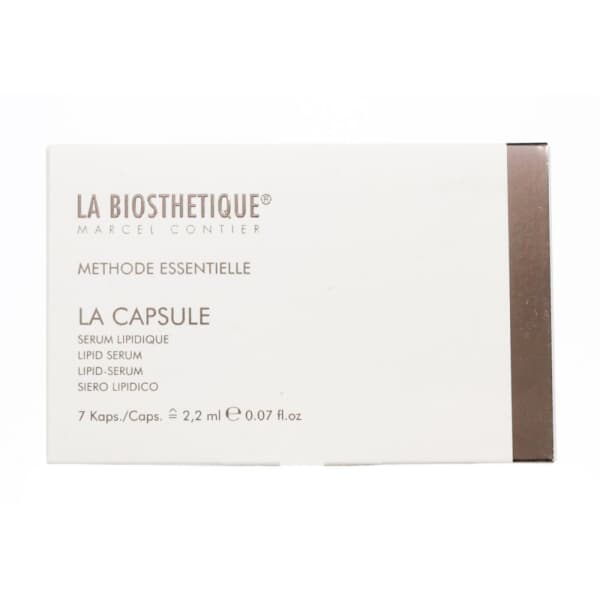 LA BIOSTHETIQUE®
MARCEL CONTIER
METHODE ESSENTIELLE
LA CAPSULE
SERUM LIPIDIQUE
LIPID SERUM
LIPID-SERUM
SIERO LIPIDICO
7 Kaps./Caps. ≙ 2,2 ml ℮ 0.07 fl.oz